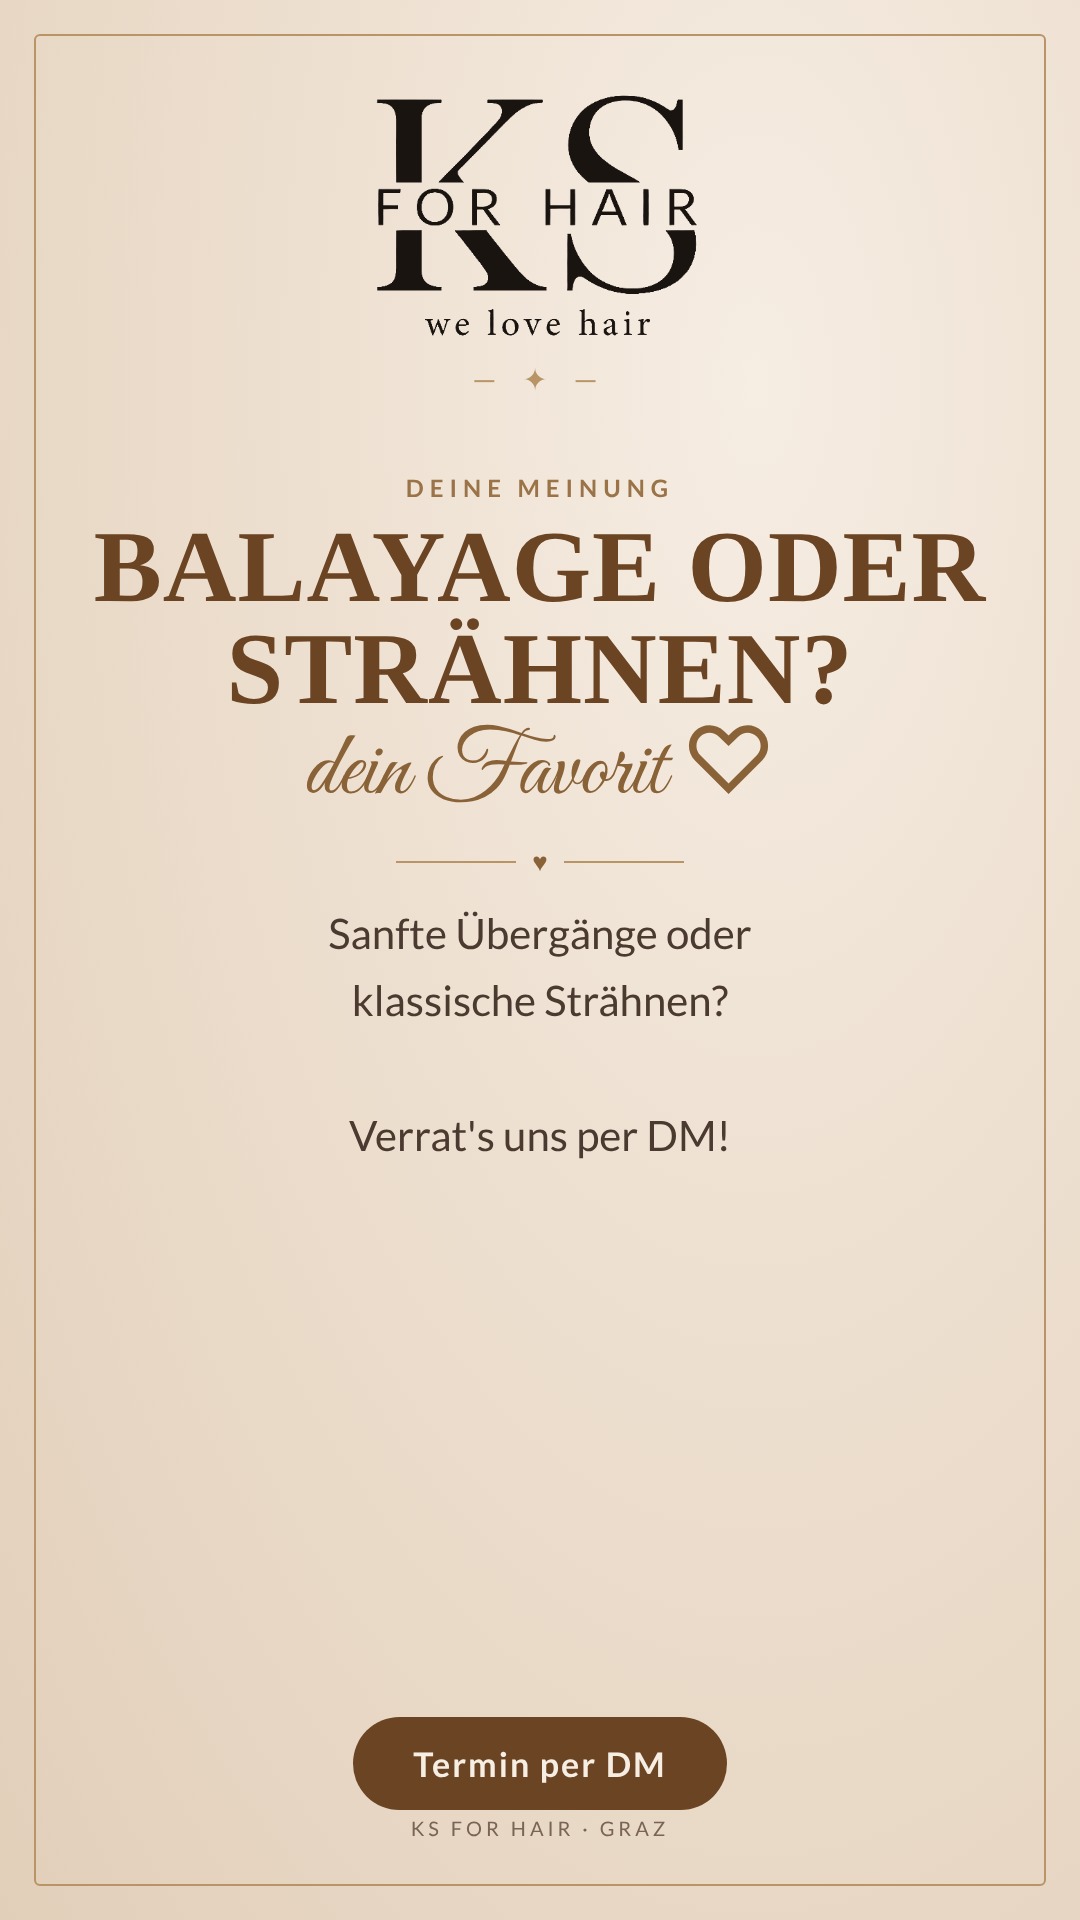 KS
FOR HAIR
we love hair
DEINE MEINUNG
BALAYAGE ODER
STRÄHNEN?
dein Favorit ♡
Sanfte Übergänge oder
klassische Strähnen?
Verrat's uns per DM!
Termin per DM
KS FOR HAIR · GRAZ